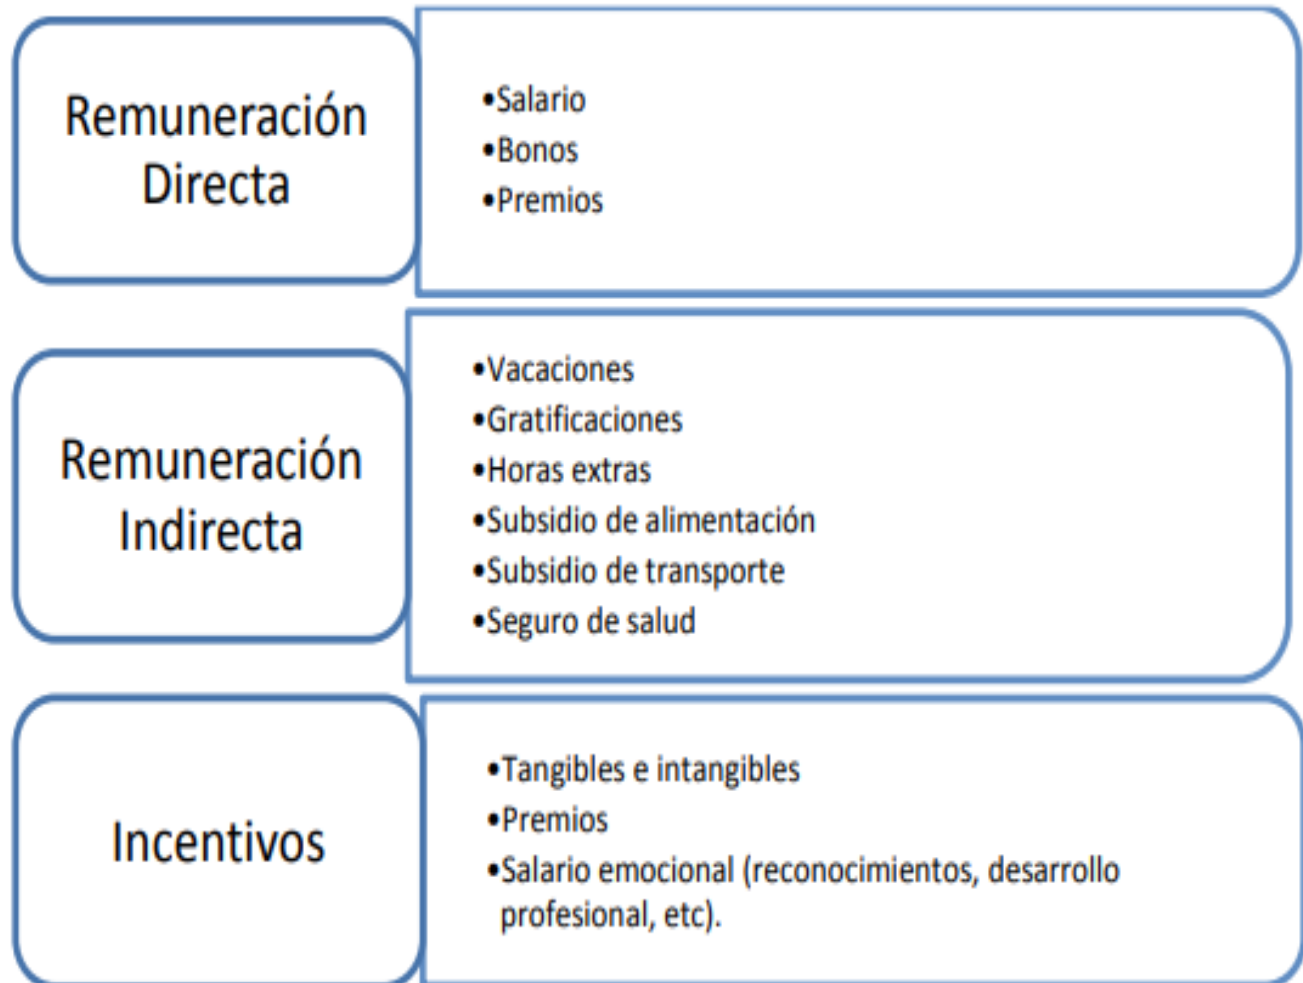 Remuneración
Directa
•Salario
•Bonos
•Premios
Remuneración
Indirecta
•Vacaciones
•Gratificaciones
•Horas extras
•Subsidio de alimentación
•Subsidio de transporte
•Seguro de salud
Incentivos
•Tangibles e intangibles
•Premios
•Salario emocional (reconocimientos, desarrollo
profesional, etc).